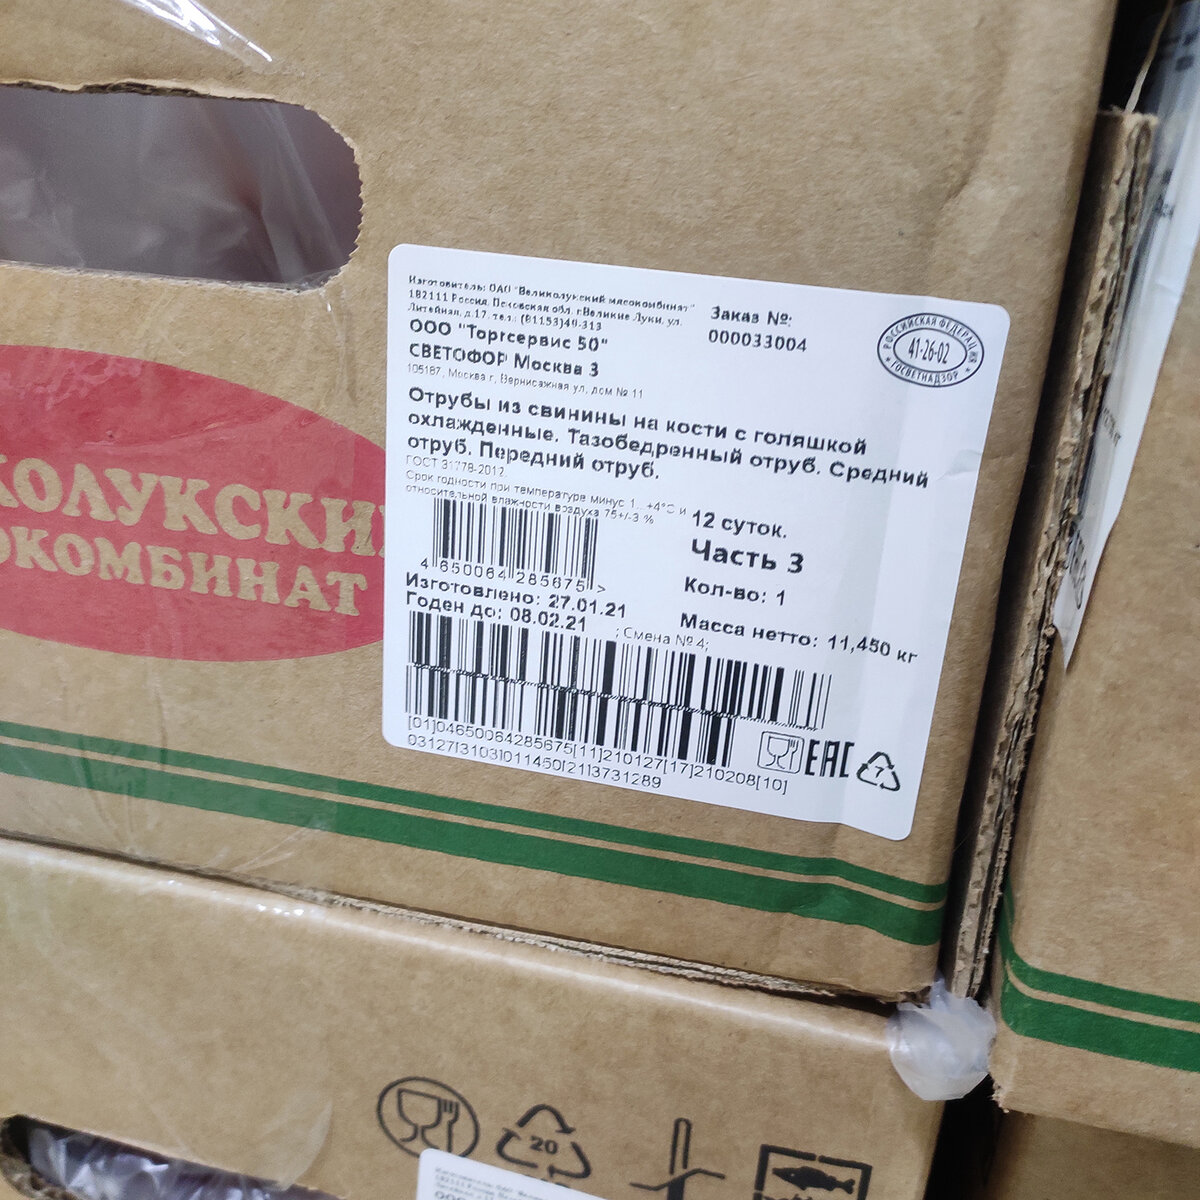 КОЛУКСКИЙ
ОКОМБИНАТ
Изготовитель: ОАО "Великолукский мясокомбинат"
182111 Россия, Псковская обл, г.Великие Луки, ул.
Литейная, д.17, тел.: (81153)
ООО "Торгсервис 50"
СВЕТОФОР Москва 3
105187, Москва г, Вернисажная ул, дом № 11
Заказ №:
000033004
РОССИЙСКАЯ ФЕДЕРАЦИЯ
41-26-02
ГОСВЕТНАДЗОР
Отрубы из свинины на кости с голяшкой
охлажденные. Тазобедренный отруб. Средний
отруб. Передний отруб.
ГОСТ 31778-2012
Срок годности при температуре минус 1.. +4°С и
относительной влажности воздуха 75+/-3 %
12 суток.
Часть 3
Кол-во: 1
Масса нетто: 11,450 кг
4 650064 285675 >
Изготовлено: 27.01.21
Годен до: 08.02.21
; Смена №4;
[01]04650064285675[11]210127[17]210208[10]
03127[3103]011450[21]3731289
EAC
7
20